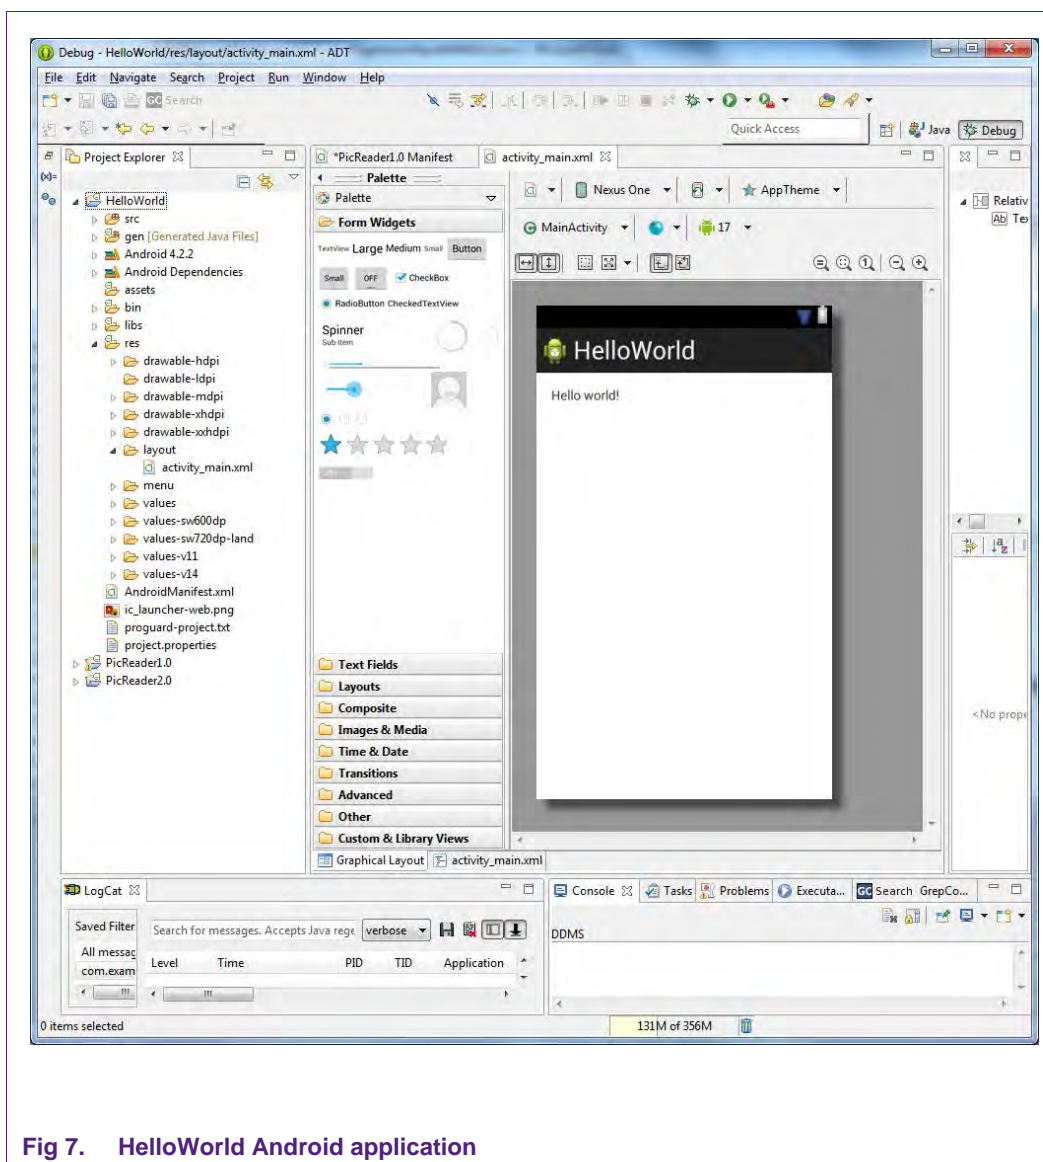 Debug - HelloWorld/res/layout/activity_main.xml - ADT
File Edit Navigate Search Project Run Window Help
GC Search
Quick Access
Java
Debug
Project Explorer
HelloWorld
src
gen [Generated Java Files]
Android 4.2.2
Android Dependencies
assets
bin
libs
res
drawable-hdpi
drawable-ldpi
drawable-mdpi
drawable-xhdpi
drawable-xxhdpi
layout
activity_main.xml
menu
values
values-sw600dp
values-sw720dp-land
values-v11
values-v14
AndroidManifest.xml
ic_launcher-web.png
proguard-project.txt
project.properties
PicReader1.0
PicReader2.0
*PicReader1.0 Manifest
activity_main.xml
Palette
Palette
Form Widgets
TextView Large Medium Small Button
Small OFF CheckBox
RadioButton CheckedTextView
Spinner
Sub Item
Text Fields
Layouts
Composite
Images & Media
Time & Date
Transitions
Advanced
Other
Custom & Library Views
Graphical Layout
activity_main.xml
Nexus One
AppTheme
MainActivity
17
HelloWorld
Hello world!
Relativ
Ab Te
<No prope
LogCat
Saved Filter
All messag
com.exam
Search for messages. Accepts Java rege
verbose
Level Time PID TID Application
Console
Tasks
Problems
Executa...
GC Search GrepCo...
DDMS
0 items selected
131M of 356M
Fig 7. HelloWorld Android application